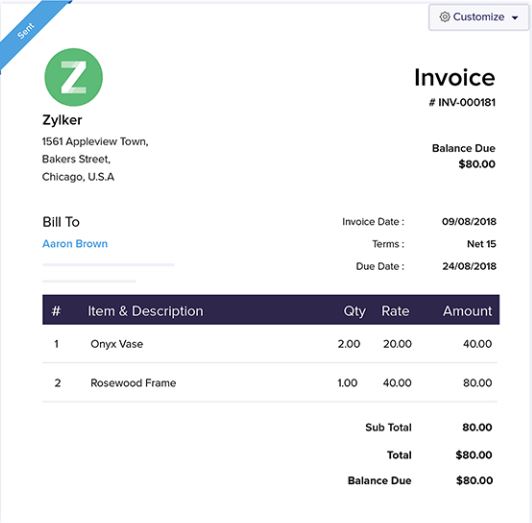 Sent
Customize
Z
Invoice
# INV-000181
Zylker
1561 Appleview Town,
Bakers Street,
Chicago, U.S.A
Balance Due
$80.00
Bill To
Aaron Brown
Invoice Date : 09/08/2018
Terms : Net 15
Due Date : 24/08/2018
# Item & Description Qty Rate Amount
1 Onyx Vase 2.00 20.00 40.00
2 Rosewood Frame 1.00 40.00 80.00
Sub Total 80.00
Total $80.00
Balance Due $80.00